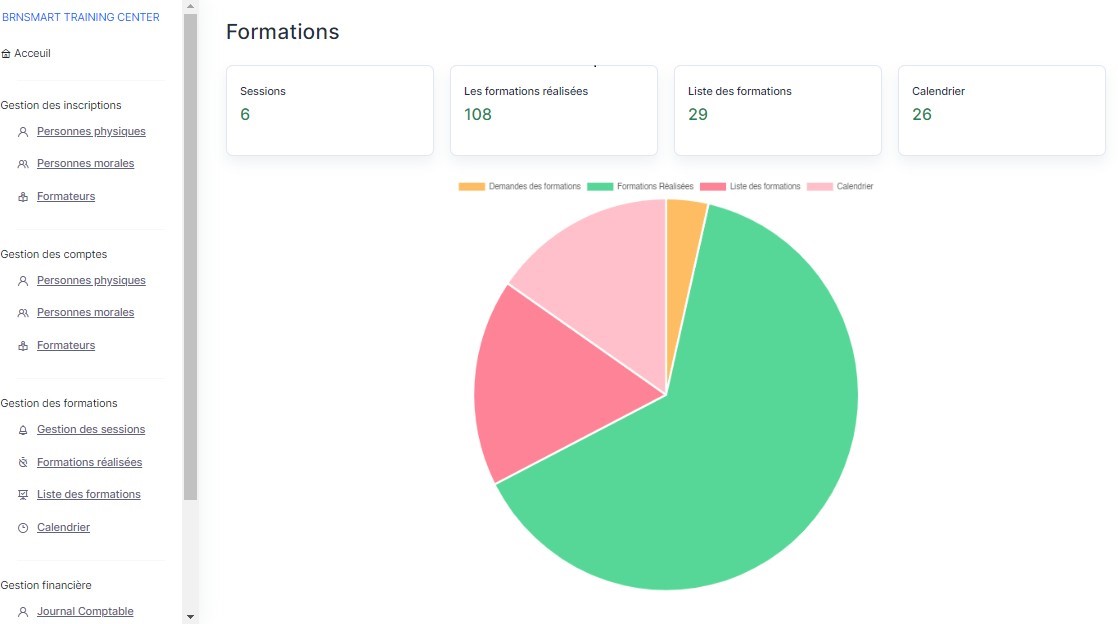 BRNSMART TRAINING CENTER
Acceuil
Gestion des inscriptions
Personnes physiques
Personnes morales
Formateurs
Gestion des comptes
Personnes physiques
Personnes morales
Formateurs
Gestion des formations
Gestion des sessions
Formations réalisées
Liste des formations
Calendrier
Gestion financière
Journal Comptable
Formations
Sessions
6
Les formations réalisées
108
Liste des formations
29
Calendrier
26
Demandes des formations Formations Réalisées Liste des formations Calendrier